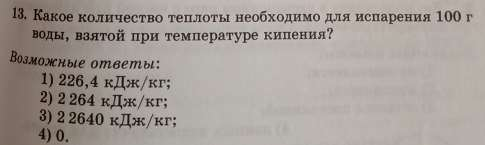 13. Какое количество теплоты необходимо для испарения 100 г
воды, взятой при температуре кипения?
Возможные ответы:
1) 226,4 кДж/кг;
2) 2 264 кДж/кг;
3) 2 2640 кДж/кг;
4) 0.